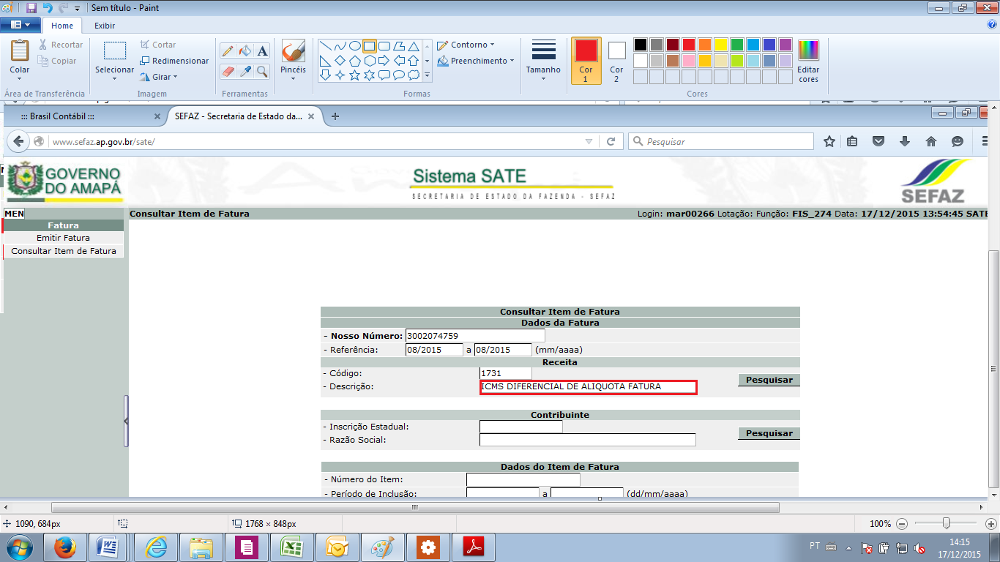 Sem título - Paint
Home
Exibir
Colar
Recortar
Copiar
Área de Transferência
Selecionar
Cortar
Redimensionar
Girar
Imagem
A
Ferramentas
Pincéis
Contorno
Preenchimento
Formas
Tamanho
Cor
1
Cor
2
Editar
cores
Cores
::: Brasil Contábil :::
SEFAZ - Secretaria de Estado da...
www.sefaz.ap.gov.br/sate/
Pesquisar
GOVERNO
DO AMAPÁ
Sistema SATE
SECRETARIA DE ESTADO DA FAZENDA - SEFAZ
SEFAZ
MEN
Consultar Item de Fatura
Login: mar00266 Lotação: Função: FIS_274 Data: 17/12/2015 13:54:45 SATE
Fatura
Emitir Fatura
Consultar Item de Fatura
Consultar Item de Fatura
Dados da Fatura
- Nosso Número: 3002074759
- Referência: 08/2015 a 08/2015 (mm/aaaa)
Receita
- Código: 1731
- Descrição: ICMS DIFERENCIAL DE ALIQUOTA FATURA
Pesquisar
Contribuinte
- Inscrição Estadual:
- Razão Social:
Pesquisar
Dados do Item de Fatura
- Número do Item:
- Período de Inclusão: a (dd/mm/aaaa)
1090, 684px
1768 × 848px
100%
PT
14:15
17/12/2015